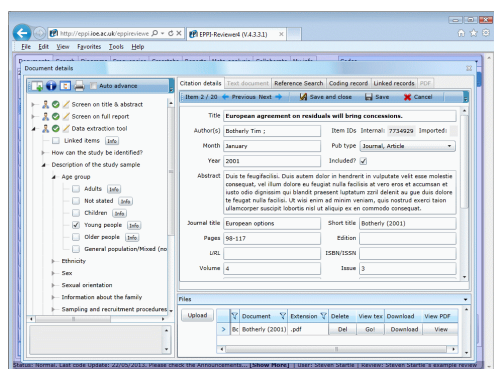 http://eppi.ioe.ac.uk/eppireviewe
EPPI-Reviewer4 (V.4.3.3.1)
File Edit View Favorites Tools Help
Document details
Auto advance
Screen on title & abstract
Screen on full report
Data extraction tool
Linked items Info
How can the study be identified?
Description of the study sample
Age group
Adults Info
Not stated Info
Children Info
Young people Info
Older people Info
General population/Mixed (no
Ethnicity
Sex
Sexual orientation
Information about the family
Sampling and recruitment procedures
Citation details Text document Reference Search Coding record Linked records PDF
Item 2 / 20 Previous Next Save and close Save Cancel
Title European agreement on residuals will bring concessions.
Author(s) Botherly Tim ; Item IDs Internal: 7734929 Imported:
Month January Pub type Journal, Article
Year 2001 Included?
Abstract Duis te feugifacilisi. Duis autem dolor in hendrerit in vulputate velit esse molestie
consequat, vel illum dolore eu feugiat nulla facilisis at vero eros et accumsan et
iusto odio dignissim qui blandit praesent luptatum zzril delenit au gue duis dolore
te feugat nulla facilisi. Ut wisi enim ad minim veniam, quis nostrud exerci taion
ullamcorper suscipit lobortis nisl ut aliquip ex en commodo consequat.
Journal title European options Short title Botherly (2001)
Pages 98-117 Edition
URL ISBN/ISSN
Volume 4 Issue 3
Files
Upload Document Extension Delete View tex Download View PDF
> Bc Botherly (2001) .pdf Del Go! Download View
Status: Normal. Last code Update: 22/05/2013. Please check the Announcements... [Show More] | User: Steven Startle | Review: Steven Startle's example review